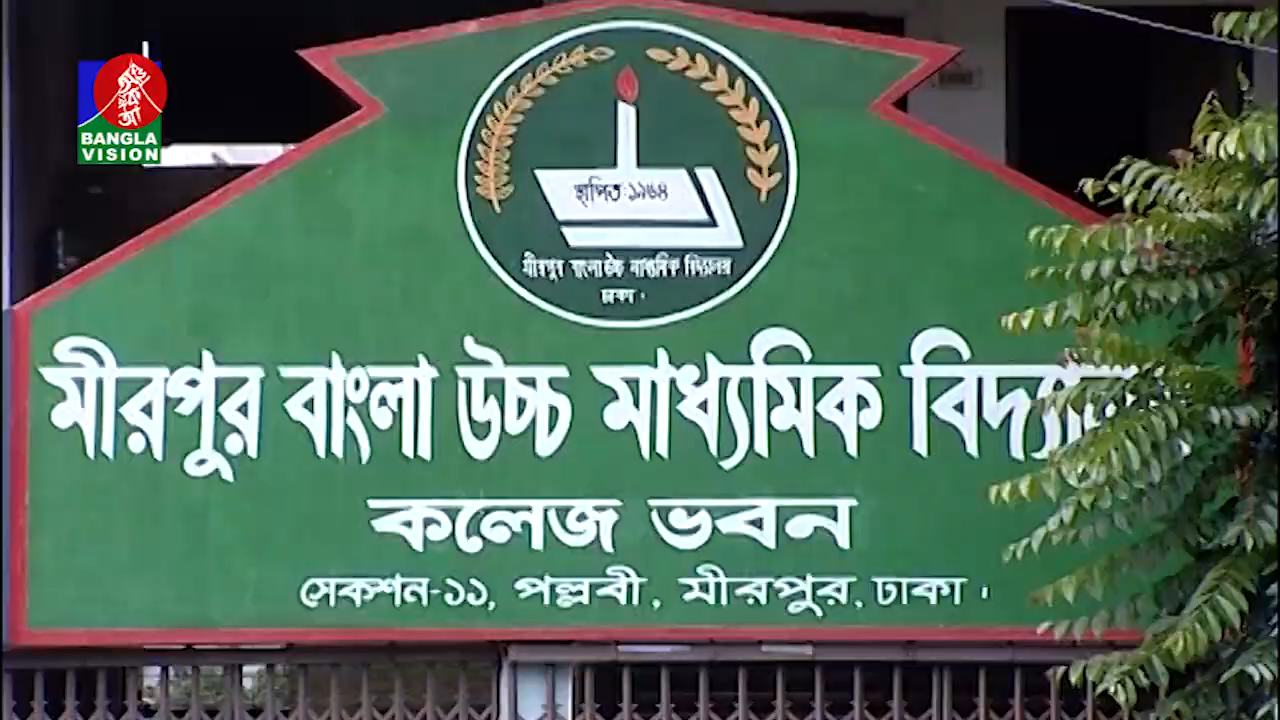 BANGLA
VISION
স্থাপিত: ১৯৬৪
মীরপুর বাংলা উচ্চ মাধ্যমিক বিদ্যালয়
ঢাকা।
মীরপুর বাংলা উচ্চ মাধ্যমিক
কলেজ ভবন
সেকশন-১১, পল্লবী, মীরপুর, ঢাকা।